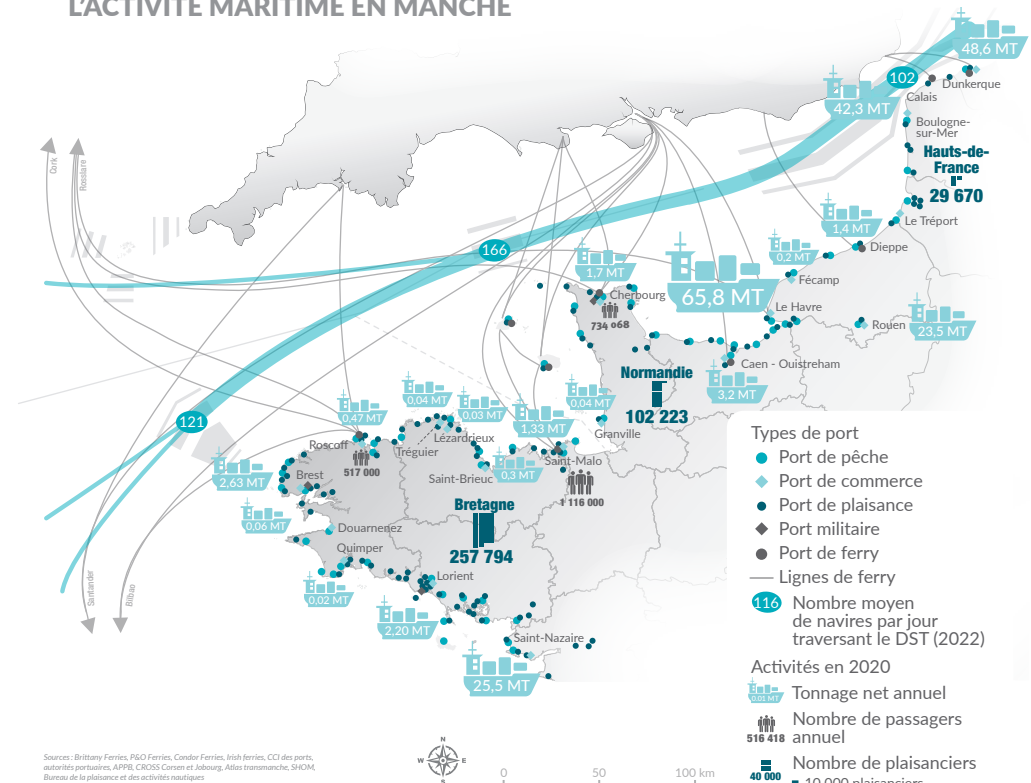 L'ACTIVITÉ MARITIME EN MANCHE
48,6 MT
102
Dunkerque
Calais
42,3 MT
Boulogne-
sur-Mer
Hauts-de-
France
29 670
Cork
Rosslare
1,4 MT
Le Tréport
166
0.2 MT
Dieppe
1,7 MT
65,8 MT
Fécamp
Cherbourg
734 068
Le Havre
Rouen
23,5 MT
Caen - Ouistreham
Normandie
102 223
3,2 MT
0,04 MT
0,03 MT
0,04 MT
0,47 MT
1,33 MT
121
Granville
Lézardrieux
Roscoff
Tréguier
517 000
Saint-Malo
0,3 MT
Saint-Brieuc
1 116 000
2,63 MT
Brest
Bretagne
257 794
0,06 MT
Douarnenez
Quimper
Lorient
0,02 MT
Santander
Bilbao
2,20 MT
Saint-Nazaire
25,5 MT
Types de port
Port de pêche
Port de commerce
Port de plaisance
Port militaire
Port de ferry
Lignes de ferry
116 Nombre moyen
de navires par jour
traversant le DST (2022)
Activités en 2020
0,01 MT Tonnage net annuel
516 418 Nombre de passagers
annuel
40 000 Nombre de plaisanciers
10 000 plaisanciers
N
W E
S
0 50 100 km
Sources : Brittany Ferries, P&O Ferries, Condor Ferries, Irish ferries, CCI des ports,
autorités portuaires, APPB, CROSS Corsen et Jobourg, Atlas transmanche, SHOM,
Bureau de la plaisance et des activités nautiques